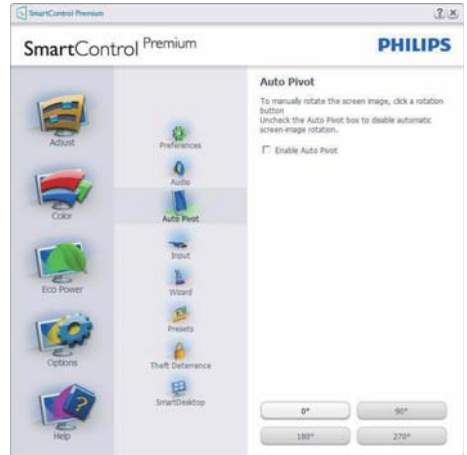 SmartControl Premium
SmartControl Premium
PHILIPS
Adjust
Color
Eco Power
Options
Help
Preferences
Audio
Auto Pivot
Input
Wizard
Presets
Theft Deterrence
SmartDesktop
Auto Pivot
To manually rotate the screen image, click a rotation
button
Uncheck the Auto Pivot box to disable automatic
screen-image rotation.
Enable Auto Pivot
0°
90°
180°
270°